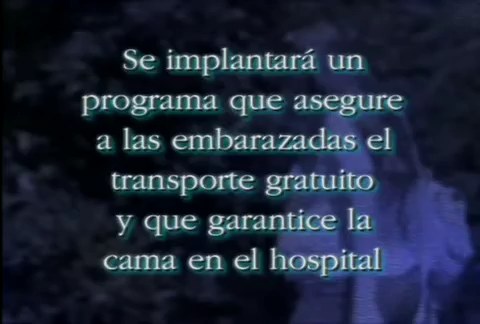 Se implantará un
programa que asegure
a las embarazadas el
transporte gratuito
y que garantice la
cama en el hospital